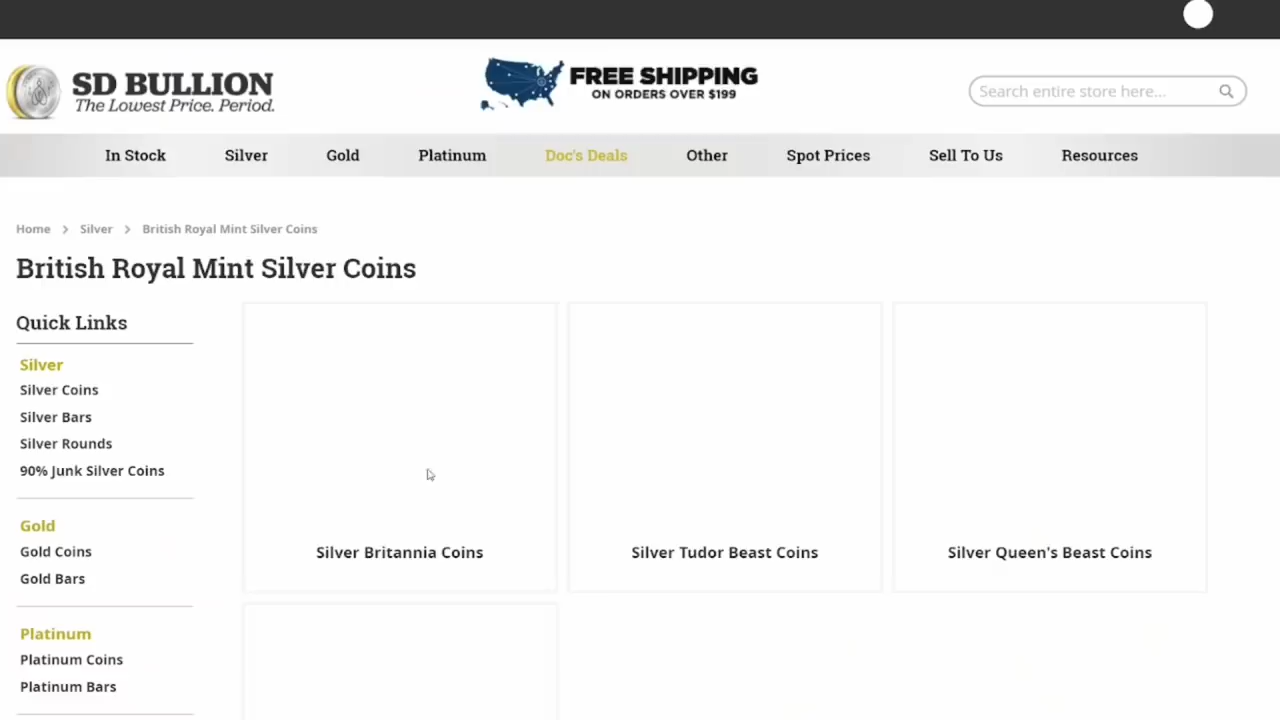 SD BULLION
The Lowest Price. Period.
FREE SHIPPING
ON ORDERS OVER $199
Search entire store here...
In Stock Silver Gold Platinum Doc's Deals Other Spot Prices Sell To Us Resources
Home > Silver > British Royal Mint Silver Coins
British Royal Mint Silver Coins
Quick Links
Silver
Silver Coins
Silver Bars
Silver Rounds
90% Junk Silver Coins
Gold
Gold Coins
Gold Bars
Platinum
Platinum Coins
Platinum Bars
Silver Britannia Coins
Silver Tudor Beast Coins
Silver Queen's Beast Coins